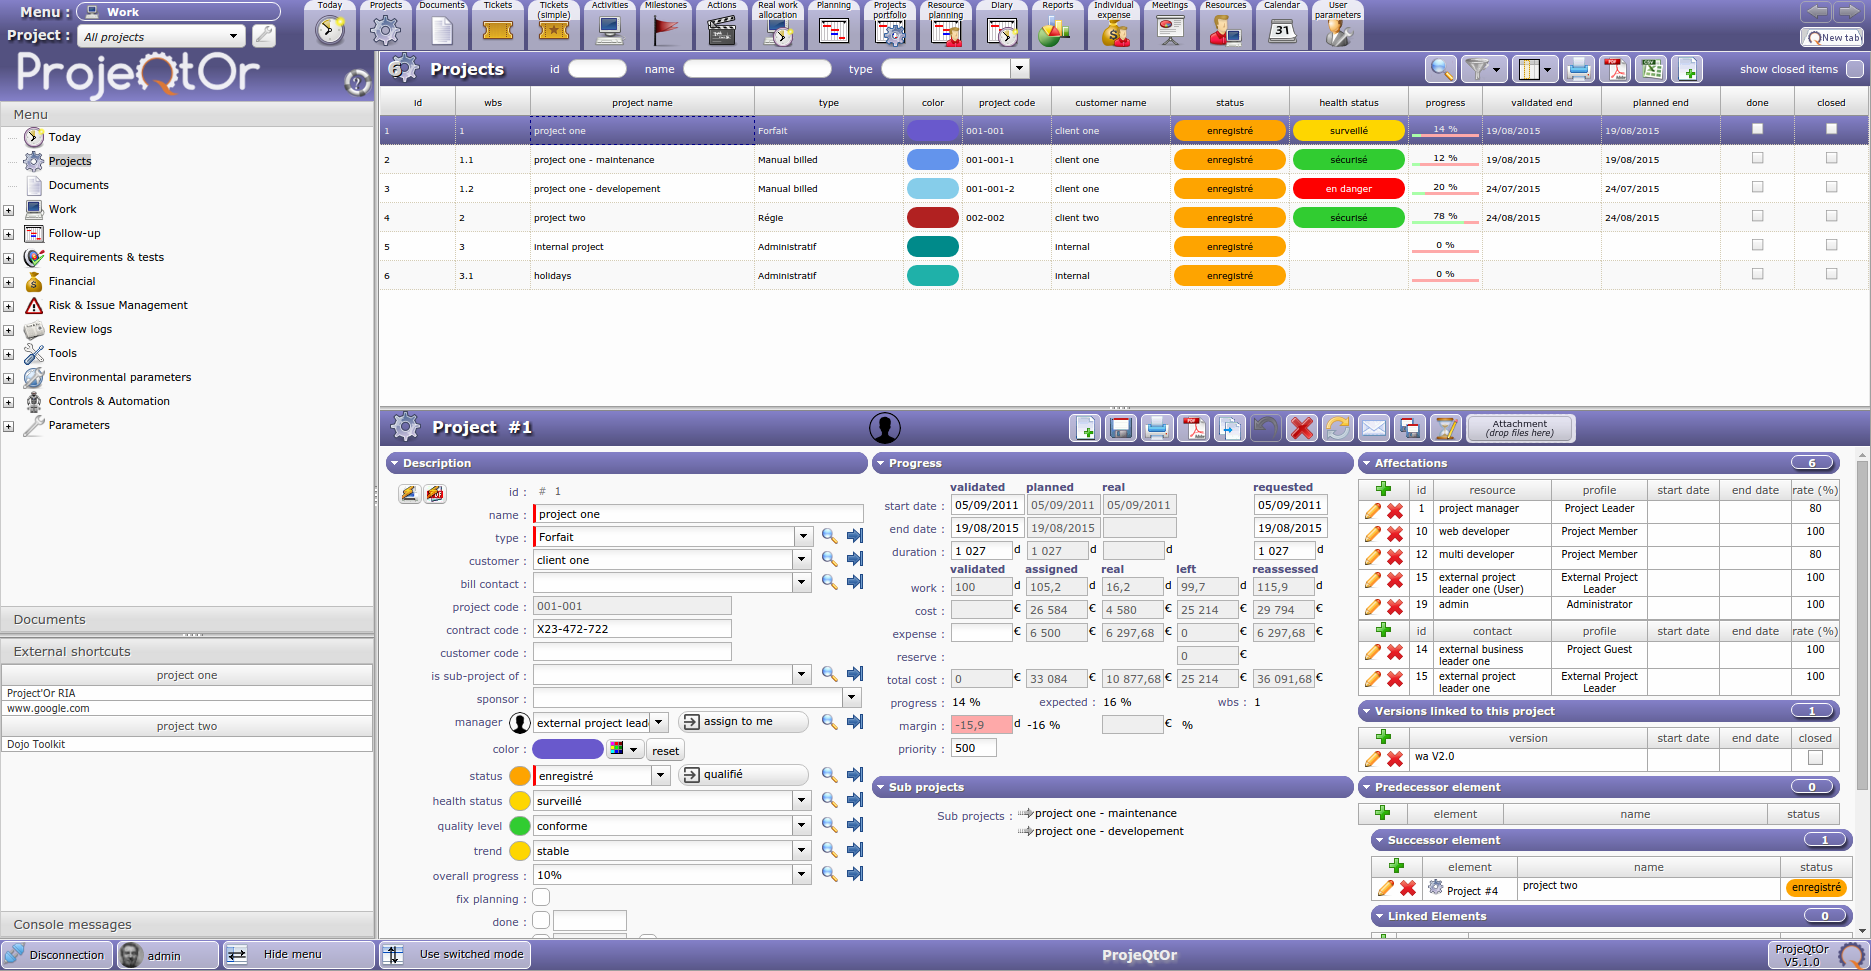 Menu : Work
Project : All projects
Today Projects Documents Tickets Tickets (simple) Activities Milestones Actions Real work allocation Planning Projects portfolio Resource planning Diary Reports Individual expense Meetings Resources Calendar User parameters
31
New tab
ProjeQtOr
Menu
Today
Projects
Documents
Work
Follow-up
Requirements & tests
Financial
Risk & Issue Management
Review logs
Tools
Environmental parameters
Controls & Automation
Parameters
Documents
External shortcuts
project one
Project'Or RIA
www.google.com
project two
Dojo Toolkit
Console messages
6 Projects id name type show closed items
id wbs project name type color project code customer name status health status progress validated end planned end done closed
1 1 project one Forfait 001-001 client one enregistré surveillé 14 % 19/08/2015 19/08/2015
2 1.1 project one - maintenance Manual billed 001-001-1 client one enregistré sécurisé 12 % 19/08/2015 19/08/2015
3 1.2 project one - developement Manual billed 001-001-2 client one enregistré en danger 20 % 24/07/2015 24/07/2015
4 2 project two Régie 002-002 client two enregistré sécurisé 78 % 24/08/2015 24/08/2015
5 3 internal project Administratif internal enregistré 0 %
6 3.1 holidays Administratif internal enregistré 0 %
Project #1
Attachment
(drop files here)
Description
id : # 1
name : project one
type : Forfait
customer : client one
bill contact :
project code : 001-001
contract code : X23-472-722
customer code :
is sub-project of :
sponsor :
manager external project lead assign to me
color : reset
status enregistré qualifié
health status surveillé
quality level conforme
trend stable
overall progress : 10%
fix planning :
done :
Progress
validated planned real requested
start date : 05/09/2011 05/09/2011 05/09/2011 05/09/2011
end date : 19/08/2015 19/08/2015 19/08/2015
duration : 1 027 d 1 027 d d 1 027 d
validated assigned real left reassessed
work : 100 d 105,2 d 16,2 d 99,7 d 115,9 d
cost : € 26 584 € 4 580 € 25 214 € 29 794 €
expense : € 6 500 € 6 297,68 € 0 € 6 297,68 €
reserve : 0 €
total cost : 0 € 33 084 € 10 877,68 € 25 214 € 36 091,68 €
progress : 14 % expected : 16 % wbs : 1
margin : -15,9 d -16 % € %
priority : 500
Sub projects
Sub projects : project one - maintenance
project one - developement
Affectations 6
id resource profile start date end date rate (%)
1 project manager Project Leader 80
10 web developer Project Member 100
12 multi developer Project Member 80
15 external project leader one (User) External Project Leader 100
19 admin Administrator 100
id contact profile start date end date rate (%)
14 external business leader one Project Guest 100
15 external project leader one External Project Leader 100
Versions linked to this project 1
version start date end date closed
wa V2.0
Predecessor element 0
element name status
Successor element 1
element name status
Project #4 project two enregistré
Linked Elements 0
Disconnection admin Hide menu Use switched mode ProjeQtOr ProjeQtOr
V5.1.0